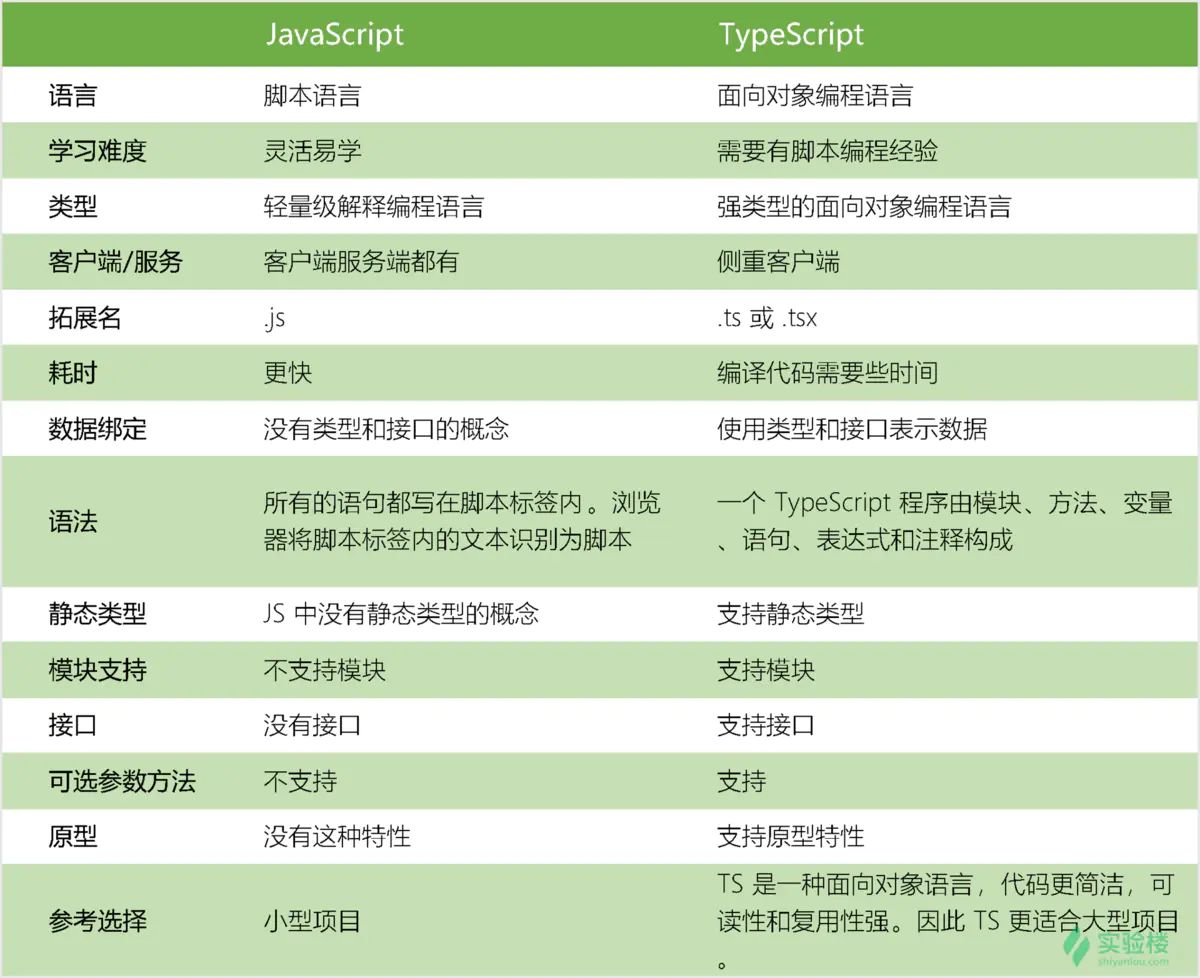 JavaScript TypeScript
语言 脚本语言 面向对象编程语言
学习难度 灵活易学 需要有脚本编程经验
类型 轻量级解释编程语言 强类型的面向对象编程语言
客户端/服务 客户端服务端都有 侧重客户端
拓展名 .js .ts 或 .tsx
耗时 更快 编译代码需要些时间
数据绑定 没有类型和接口的概念 使用类型和接口表示数据
语法
所有的语句都写在脚本标签内。浏览
器将脚本标签内的文本识别为脚本
一个 TypeScript 程序由模块、方法、变量
、语句、表达式和注释构成
静态类型 JS 中没有静态类型的概念 支持静态类型
模块支持 不支持模块 支持模块
接口 没有接口 支持接口
可选参数方法 不支持 支持
原型 没有这种特性 支持原型特性
参考选择 小型项目
TS 是一种面向对象语言，代码更简洁，可
读性和复用性强。因此 TS 更适合大型项目
。
实验楼
shiyanlou.com